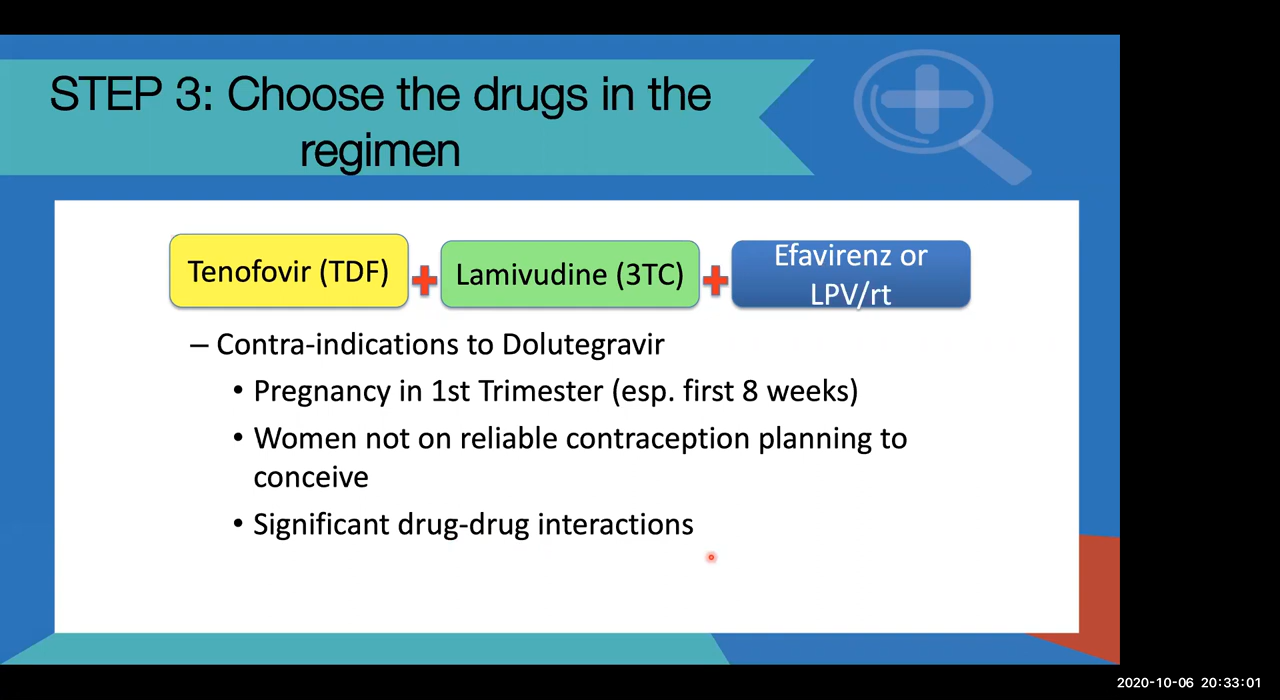 STEP 3: Choose the drugs in the
regimen
Tenofovir (TDF)
Lamivudine (3TC)
Efavirenz or
LPV/rt
– Contra-indications to Dolutegravir
• Pregnancy in 1st Trimester (esp. first 8 weeks)
• Women not on reliable contraception planning to
conceive
• Significant drug-drug interactions
2020-10-06 20:33:01